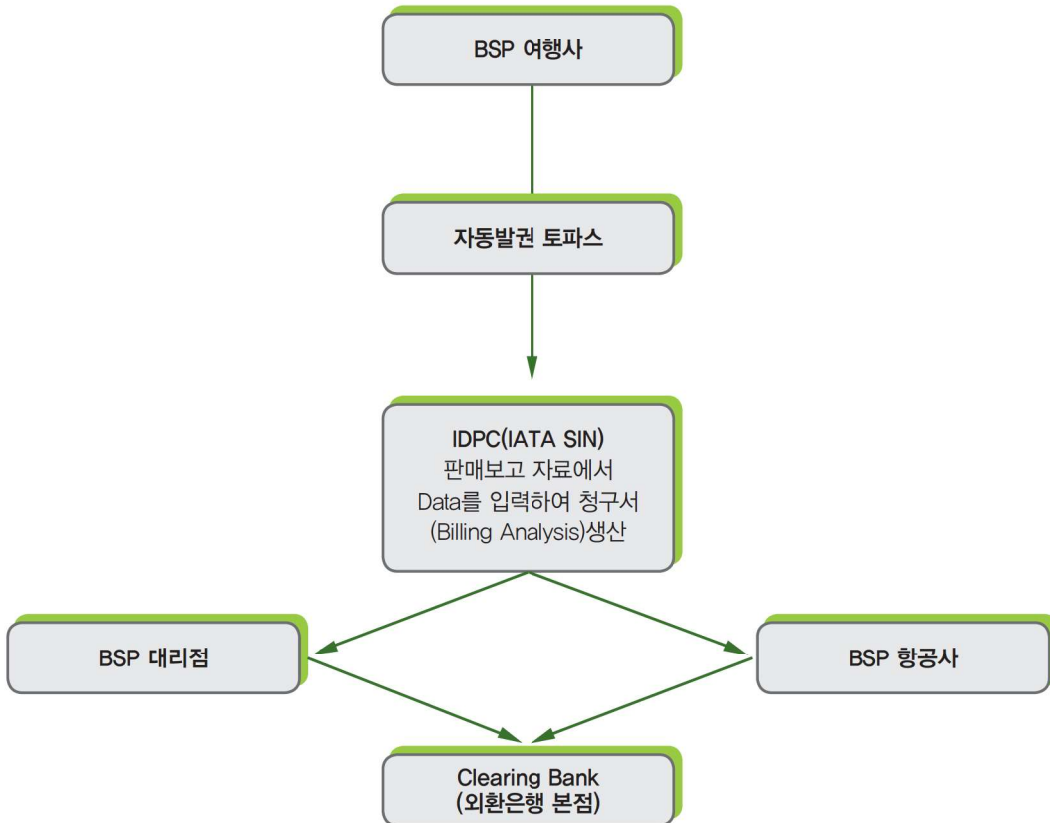 BSP 여행사
자동발권 토파스
IDPC(IATA SIN)
판매보고 자료에서
Data를 입력하여 청구서
(Billing Analysis)생산
BSP 대리점
BSP 항공사
Clearing Bank
(외환은행 본점)